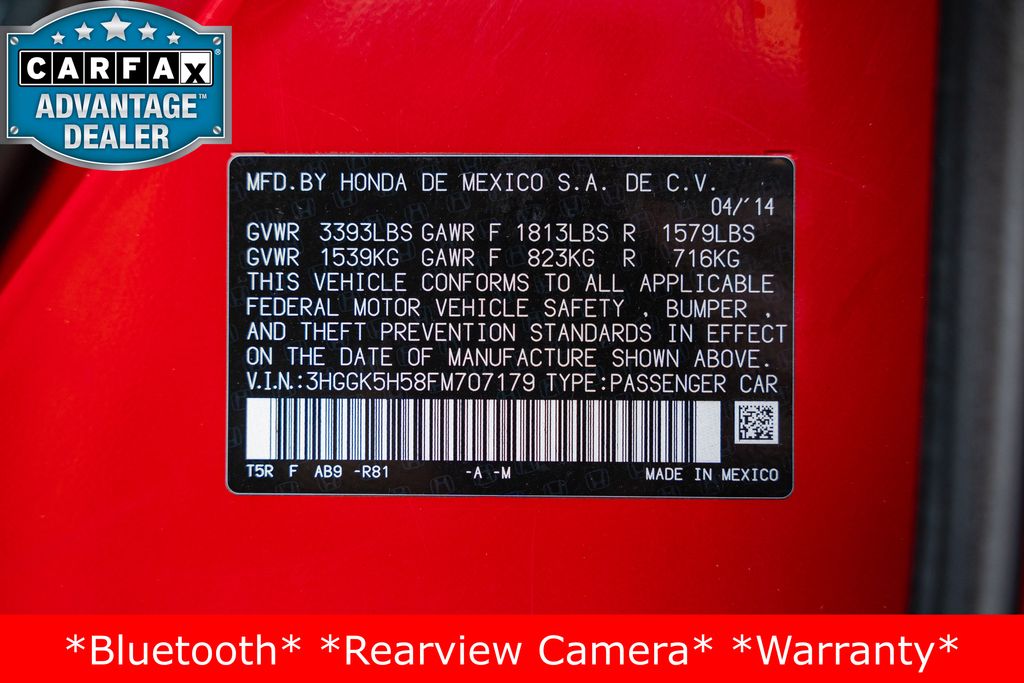 CARFAX®
ADVANTAGE™
DEALER
MFD.BY HONDA DE MEXICO S.A. DE C.V.
04/'14
GVWR 3393LBS GAWR F 1813LBS R 1579LBS
GVWR 1539KG GAWR F 823KG R 716KG
THIS VEHICLE CONFORMS TO ALL APPLICABLE
FEDERAL MOTOR VEHICLE SAFETY , BUMPER ,
AND THEFT PREVENTION STANDARDS IN EFFECT
ON THE DATE OF MANUFACTURE SHOWN ABOVE.
V.I.N.:3HGGK5H58FM707179 TYPE:PASSENGER CAR
T5R F AB9 -R81 -A -M MADE IN MEXICO
*Bluetooth* *Rearview Camera* *Warranty*